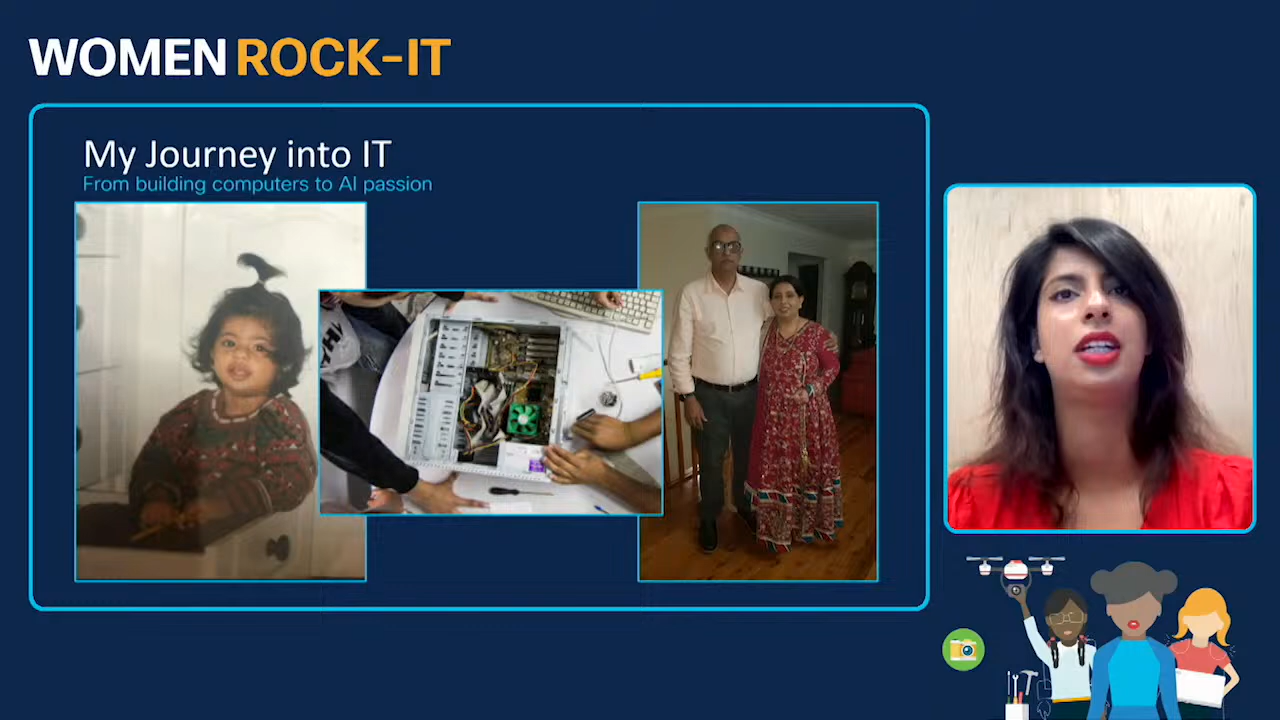 WOMEN ROCK-IT
My Journey into IT
From building computers to AI passion